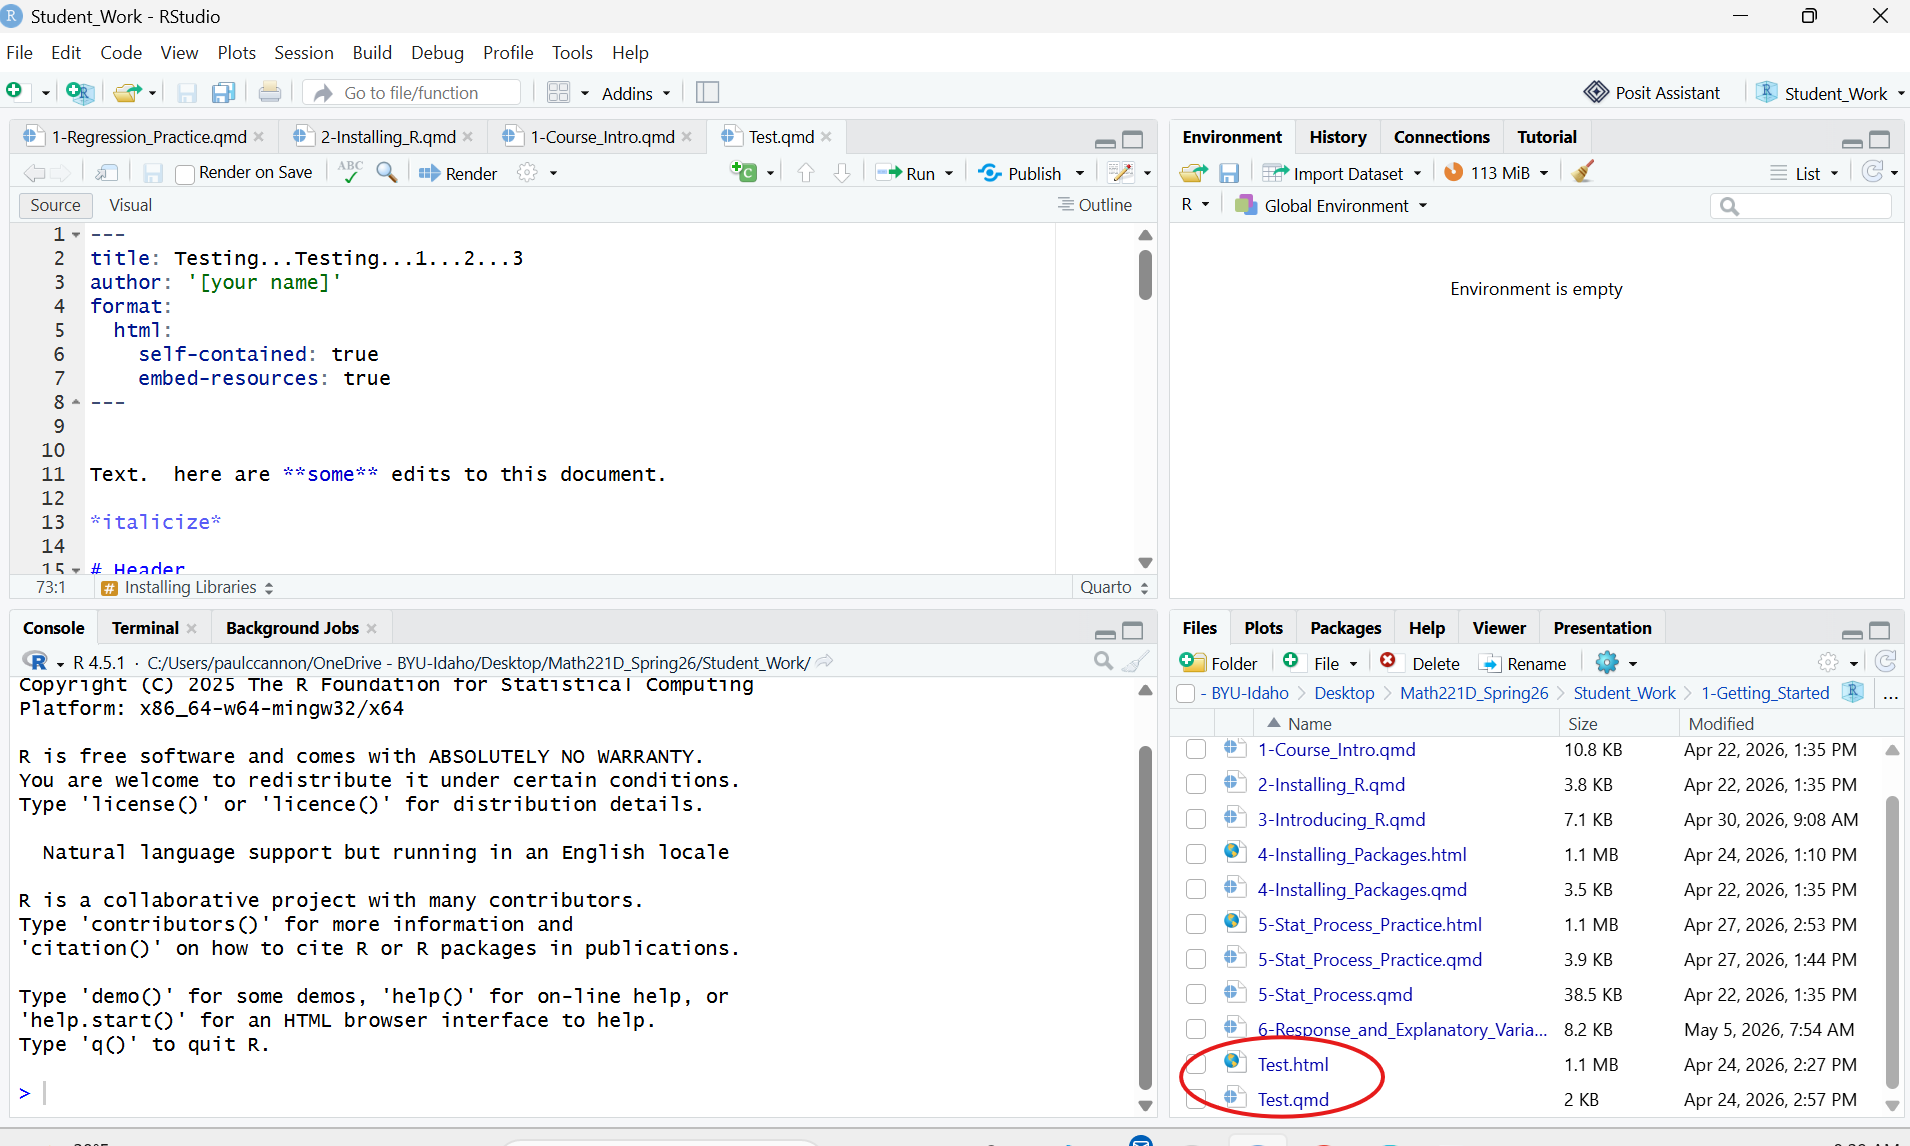 Student_Work - RStudio
File Edit Code View Plots Session Build Debug Profile Tools Help
Go to file/function Addins Posit Assistant Student_Work
1-Regression_Practice.qmd 2-Installing_R.qmd 1-Course_Intro.qmd Test.qmd
Render on Save ABC Render Run Publish
Source Visual Outline
1 ---
2 title: Testing...Testing...1...2...3
3 author: '[your name]'
4 format:
5 html:
6 self-contained: true
7 embed-resources: true
8 ---
9
10
11 Text.  here are **some** edits to this document.
12
13 *italicize*
14
15 # Header
73:1 # Installing Libraries Quarto
Console Terminal Background Jobs
R 4.5.1 · C:/Users/paulccannon/OneDrive - BYU-Idaho/Desktop/Math221D_Spring26/Student_Work/
Copyright (C) 2025 The R Foundation for Statistical Computing
Platform: x86_64-w64-mingw32/x64
R is free software and comes with ABSOLUTELY NO WARRANTY.
You are welcome to redistribute it under certain conditions.
Type 'license()' or 'licence()' for distribution details.
Natural language support but running in an English locale
R is a collaborative project with many contributors.
Type 'contributors()' for more information and
'citation()' on how to cite R or R packages in publications.
Type 'demo()' for some demos, 'help()' for on-line help, or
'help.start()' for an HTML browser interface to help.
Type 'q()' to quit R.
>
Environment History Connections Tutorial
Import Dataset 113 MiB List
R Global Environment
Environment is empty
Files Plots Packages Help Viewer Presentation
Folder File Delete Rename
- BYU-Idaho > Desktop > Math221D_Spring26 > Student_Work > 1-Getting_Started ...
Name Size Modified
1-Course_Intro.qmd 10.8 KB Apr 22, 2026, 1:35 PM
2-Installing_R.qmd 3.8 KB Apr 22, 2026, 1:35 PM
3-Introducing_R.qmd 7.1 KB Apr 30, 2026, 9:08 AM
4-Installing_Packages.html 1.1 MB Apr 24, 2026, 1:10 PM
4-Installing_Packages.qmd 3.5 KB Apr 22, 2026, 1:35 PM
5-Stat_Process_Practice.html 1.1 MB Apr 27, 2026, 2:53 PM
5-Stat_Process_Practice.qmd 3.9 KB Apr 27, 2026, 1:44 PM
5-Stat_Process.qmd 38.5 KB Apr 22, 2026, 1:35 PM
6-Response_and_Explanatory_Varia... 8.2 KB May 5, 2026, 7:54 AM
Test.html 1.1 MB Apr 24, 2026, 2:27 PM
Test.qmd 2 KB Apr 24, 2026, 2:57 PM